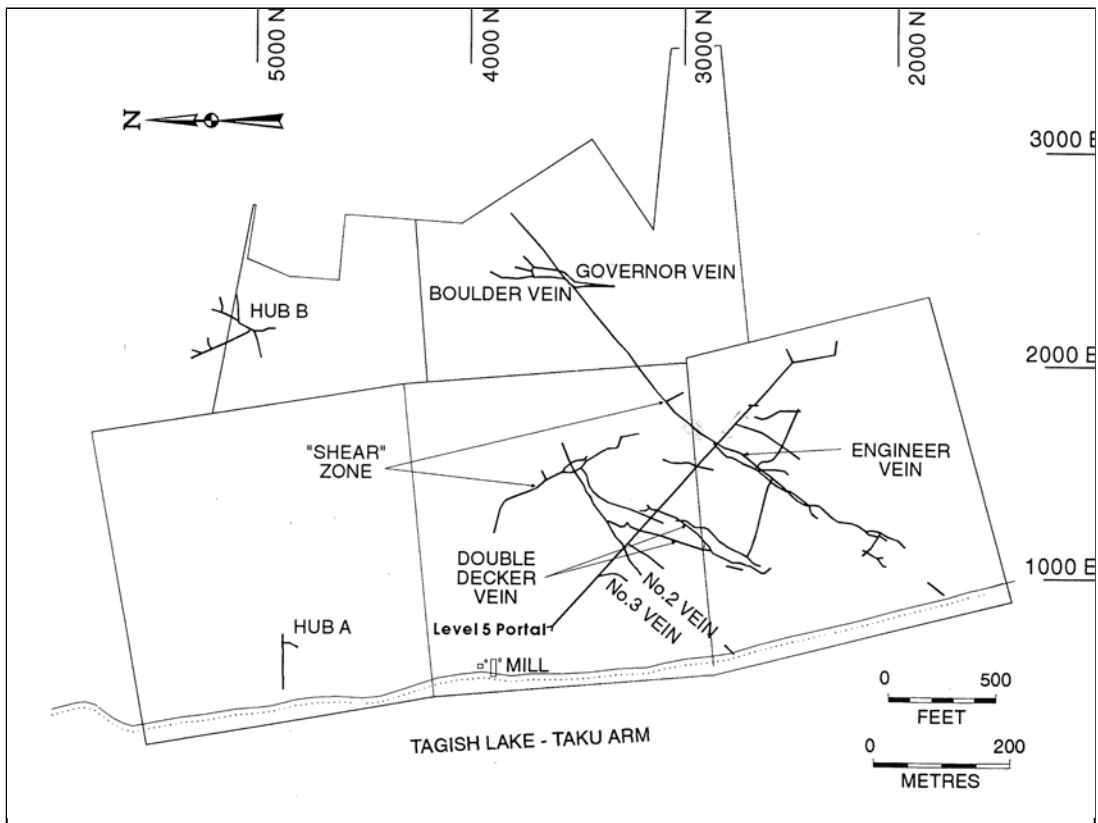 5000 N
4000 N
3000 N
2000 N
3000 E
N
GOVERNOR VEIN
BOULDER VEIN
HUB B
2000 E
"SHEAR"
ZONE
ENGINEER
VEIN
DOUBLE
DECKER
VEIN
1000 E
No.2 VEIN
No.3 VEIN
Level 5 Portal
HUB A
MILL
0 500
FEET
TAGISH LAKE - TAKU ARM
0 200
METRES